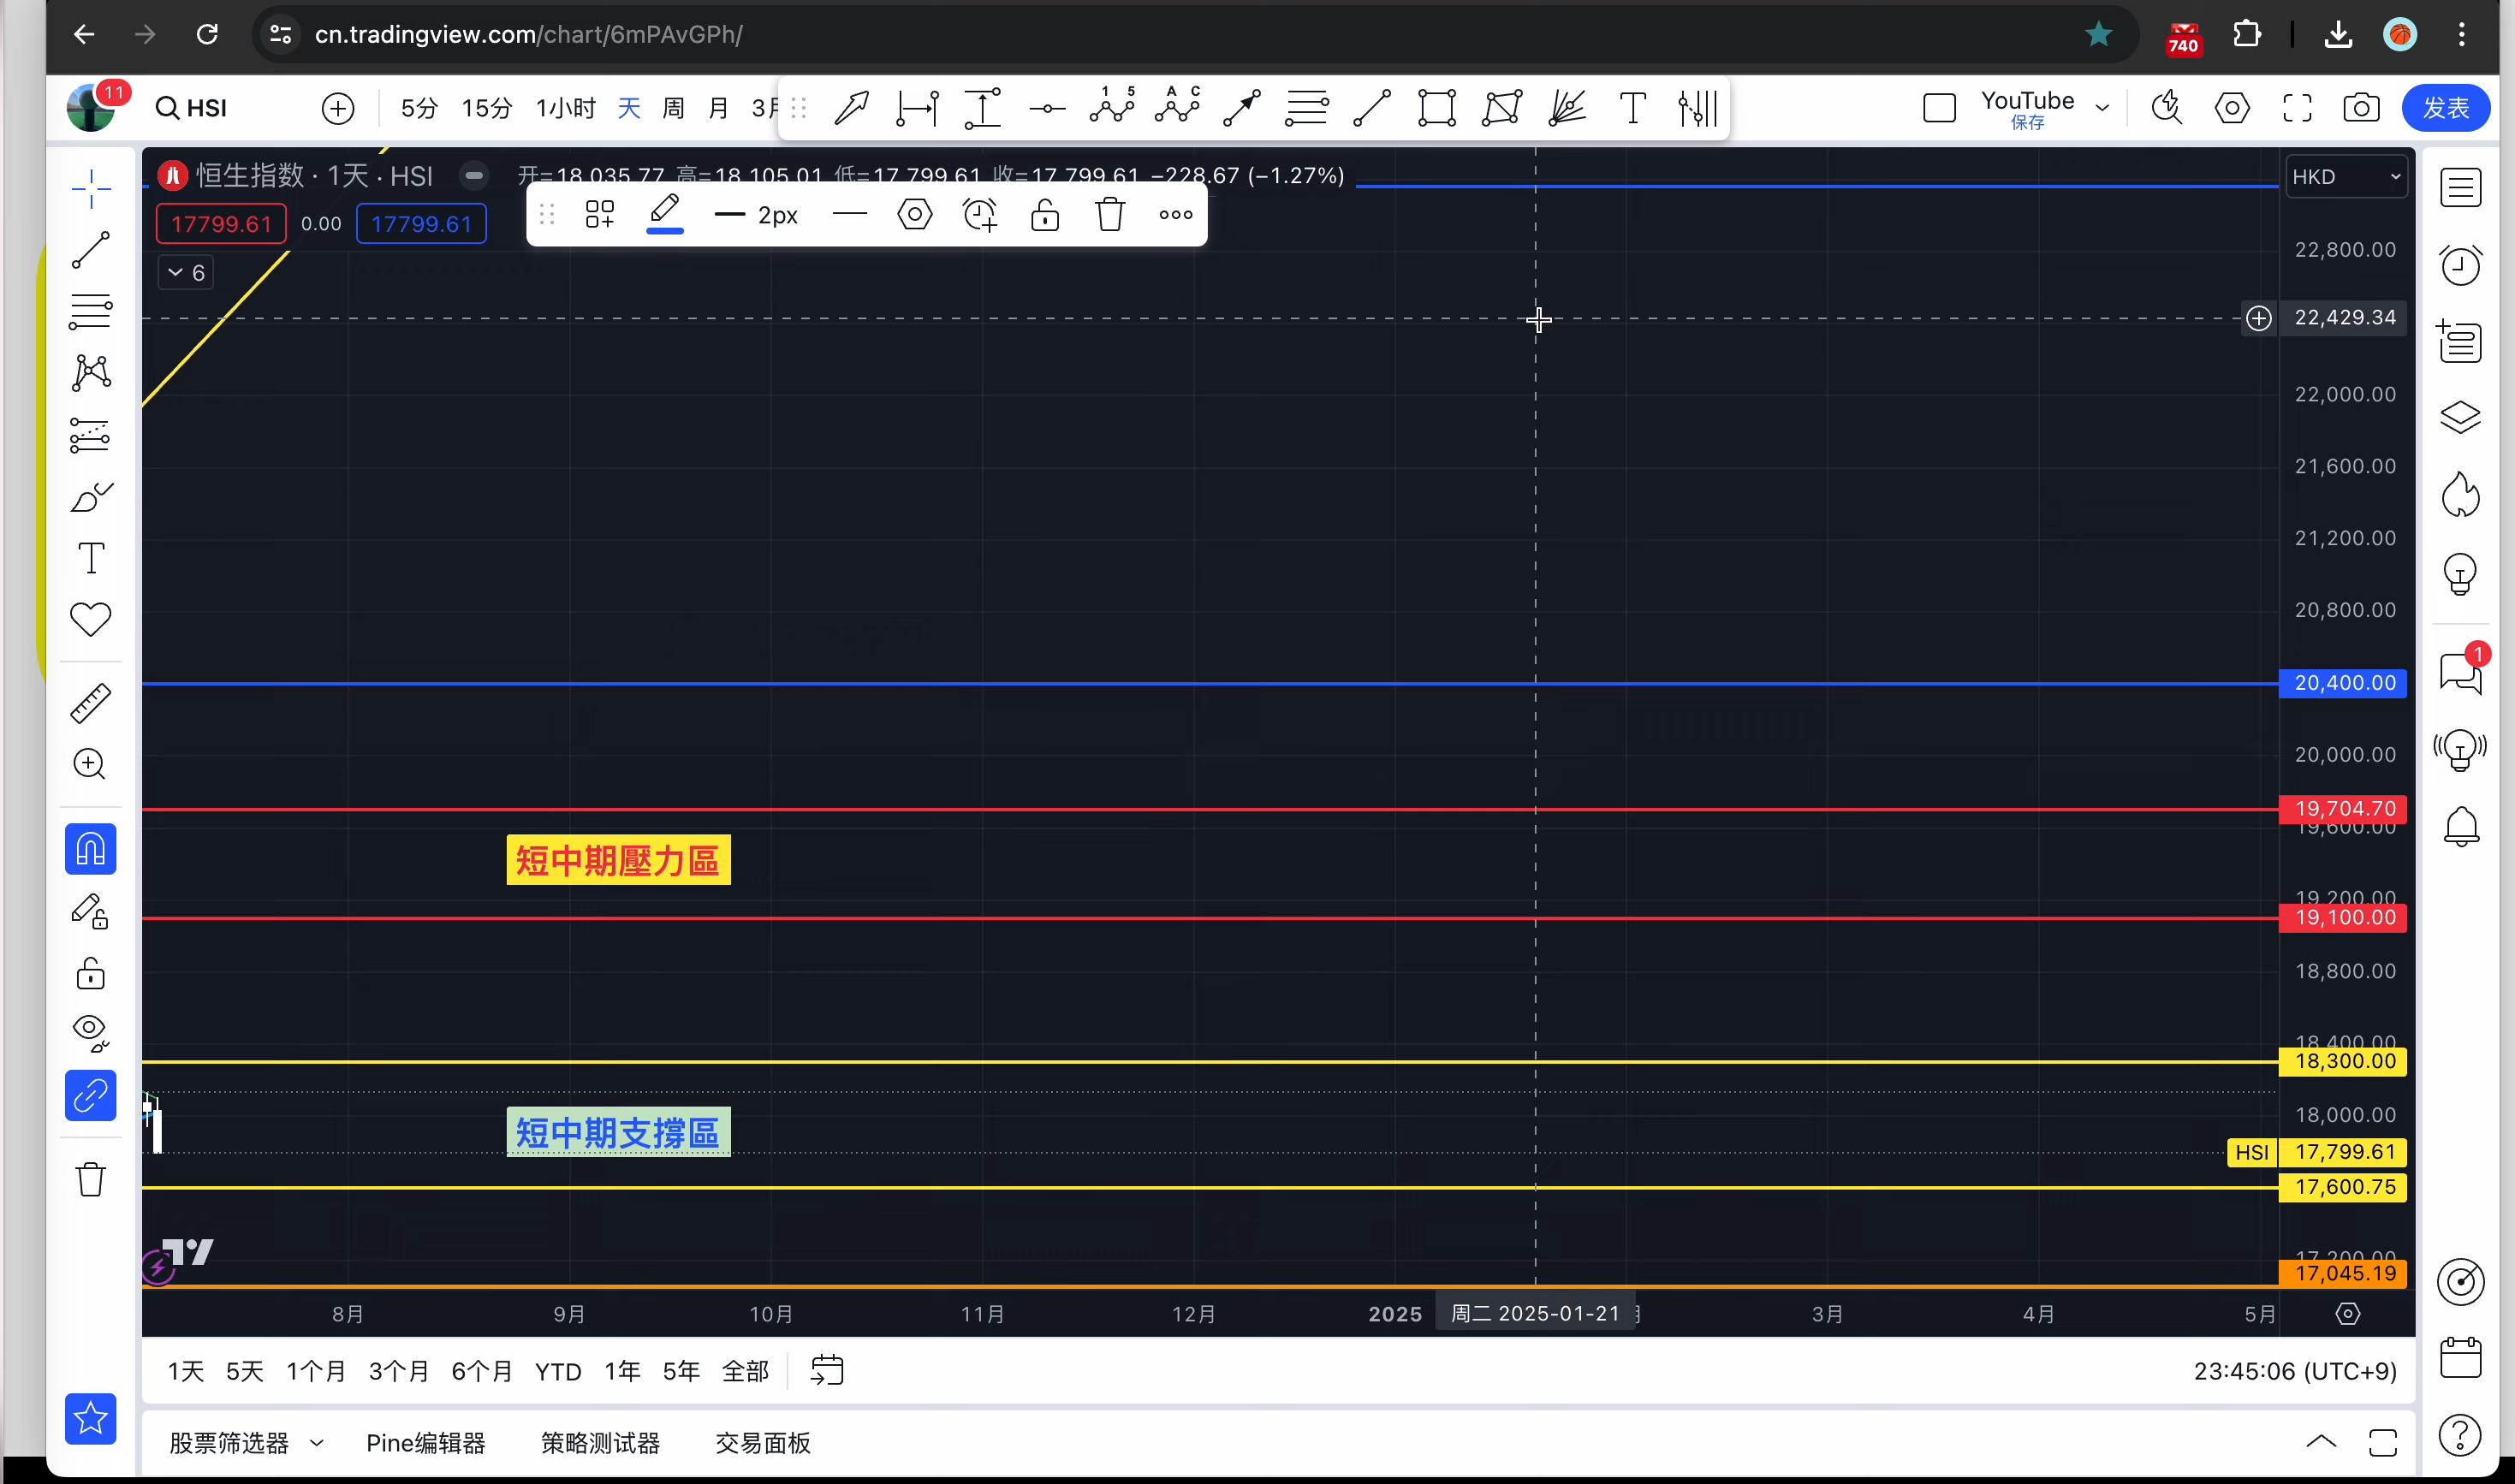 cn.tradingview.com/chart/6mPAvGPh/
740
11
HSI
5分 15分 1小时 天 周 月 3月
1 5
A C
YouTube
保存
发表
恒生指数 · 1天 · HSI
开=18,035.77 高=18,105.01 低=17,799.61 收=17,799.61 −228.67 (−1.27%)
HKD
17799.61 0.00 17799.61
2px
6
22,800.00
22,429.34
22,000.00
21,600.00
21,200.00
20,800.00
20,400.00
1
20,000.00
19,704.70
19,600.00
短中期壓力區
19,200.00
19,100.00
18,800.00
18,400.00
18,300.00
18,000.00
短中期支撐區
HSI 17,799.61
17,600.75
17,200.00
17,045.19
8月 9月 10月 11月 12月 2025 周二 2025-01-21 3月 4月 5月
1天 5天 1个月 3个月 6个月 YTD 1年 5年 全部
23:45:06 (UTC+9)
股票筛选器 Pine编辑器 策略测试器 交易面板